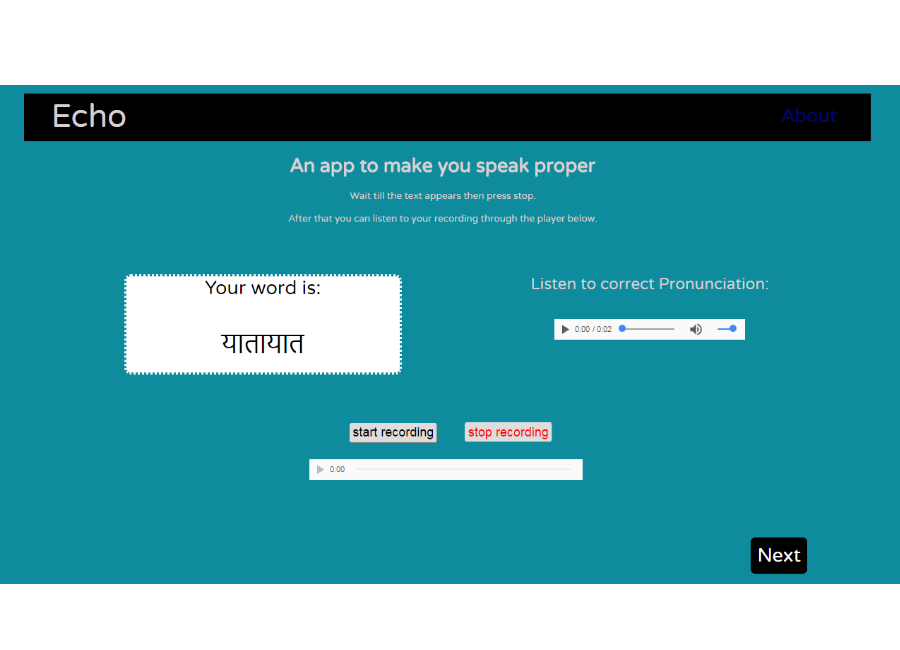 Echo
About
An app to make you speak proper
Wait till the text appears then press stop.
After that you can listen to your recording through the player below.
Your word is:
यातायात
Listen to correct Pronunciation:
0:00 / 0:02
start recording
stop recording
0:00
Next